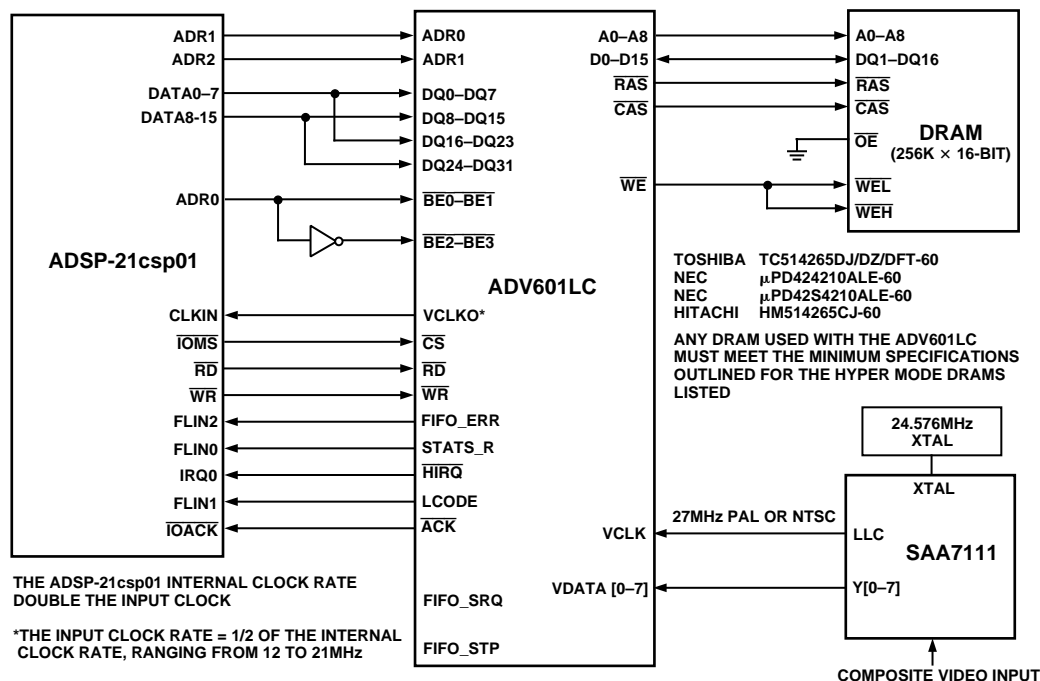 ADR1
ADR2
DATA0–7
DATA8-15
ADR0
ADSP-21csp01
CLKIN
IOMS
RD
WR
FLIN2
FLIN0
IRQ0
FLIN1
IOACK
THE ADSP-21csp01 INTERNAL CLOCK RATE
DOUBLE THE INPUT CLOCK
*THE INPUT CLOCK RATE = 1/2 OF THE INTERNAL
CLOCK RATE, RANGING FROM 12 TO 21MHz
ADR0
ADR1
DQ0–DQ7
DQ8–DQ15
DQ16–DQ23
DQ24–DQ31
BE0–BE1
BE2–BE3
ADV601LC
VCLKO*
CS
RD
WR
FIFO_ERR
STATS_R
HIRQ
LCODE
ACK
FIFO_SRQ
FIFO_STP
A0–A8
D0–D15
RAS
CAS
WE
VCLK
VDATA [0–7]
A0–A8
DQ1–DQ16
RAS
CAS
OE
DRAM
(256K × 16-BIT)
WEL
WEH
TOSHIBA TC514265DJ/DZ/DFT-60
NEC µPD424210ALE-60
NEC µPD42S4210ALE-60
HITACHI HM514265CJ-60
ANY DRAM USED WITH THE ADV601LC
MUST MEET THE MINIMUM SPECIFICATIONS
OUTLINED FOR THE HYPER MODE DRAMS
LISTED
24.576MHz
XTAL
XTAL
27MHz PAL OR NTSC
LLC
SAA7111
Y[0–7]
COMPOSITE VIDEO INPUT